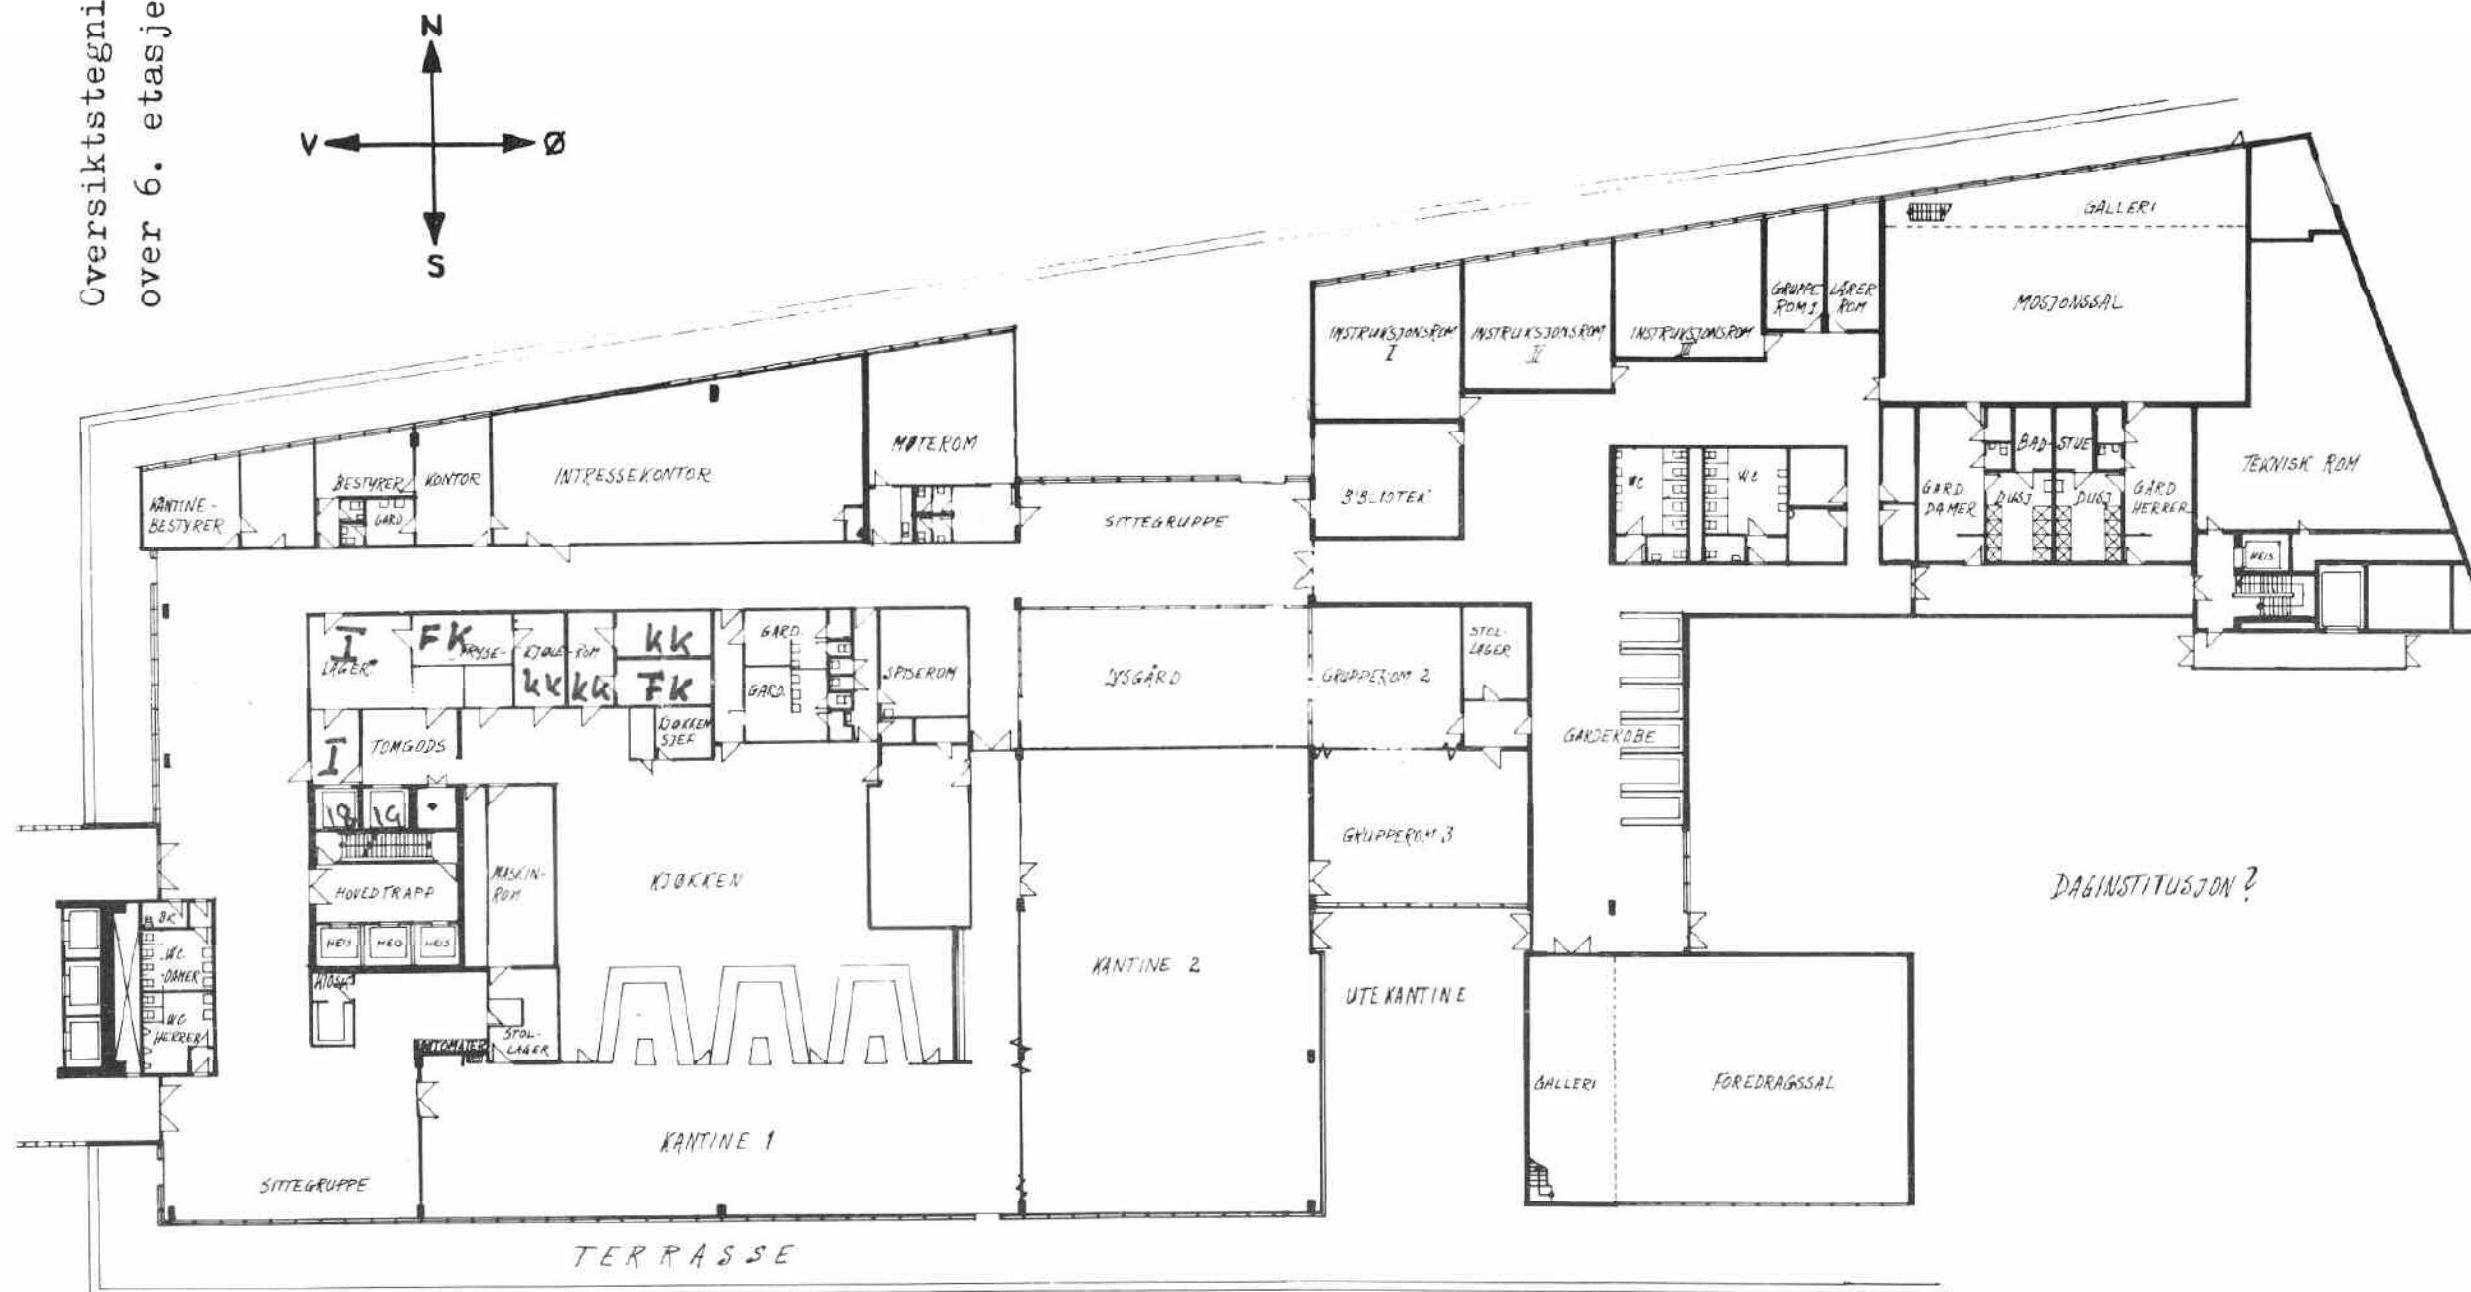 Oversiktstegni
over 6. etasje
N
V
Ø
S
GALLERI
MOSJONSSAL
GRUPPE
ROM 1
LÆRER
ROM
INSTRUKSJONSROM
I
INSTRUKSJONSROM
II
INSTRUKSJONSROM
III
MØTEROM
INTRESSEKONTOR
KONTOR
BESTYRER
GARD
KANTINE-
BESTYRER
SITTEGRUPPE
WC
WC
GARD
DAMER
BAD-STUE
DUSJ
DUSJ
GARD
HERRER
TEKNISK ROM
HEIS
I
LAGER
FK
FRYSE-
KJØLE-ROM
KK
KK
KK
FK
GARD.
GARD.
SPISEROM
LYSGÅRD
GRUPPEROM 2
STOL-
LAGER
I
TOMGODS
KJØKKEN
SJEF
GARDEROBE
18
19
HOVEDTRAPP
MASKIN-
ROM
KJØKKEN
GRUPPEROM 3
DAGINSTITUSJON?
HEIS
HEIS
HEIS
BK
WC
DAMER
WC
HERRER
KIOSK
AUTOMATER
STOL-
LAGER
KANTINE 2
UTEKANTINE
GALLERI
FOREDRAGSSAL
KANTINE 1
SITTEGRUPPE
TERRASSE